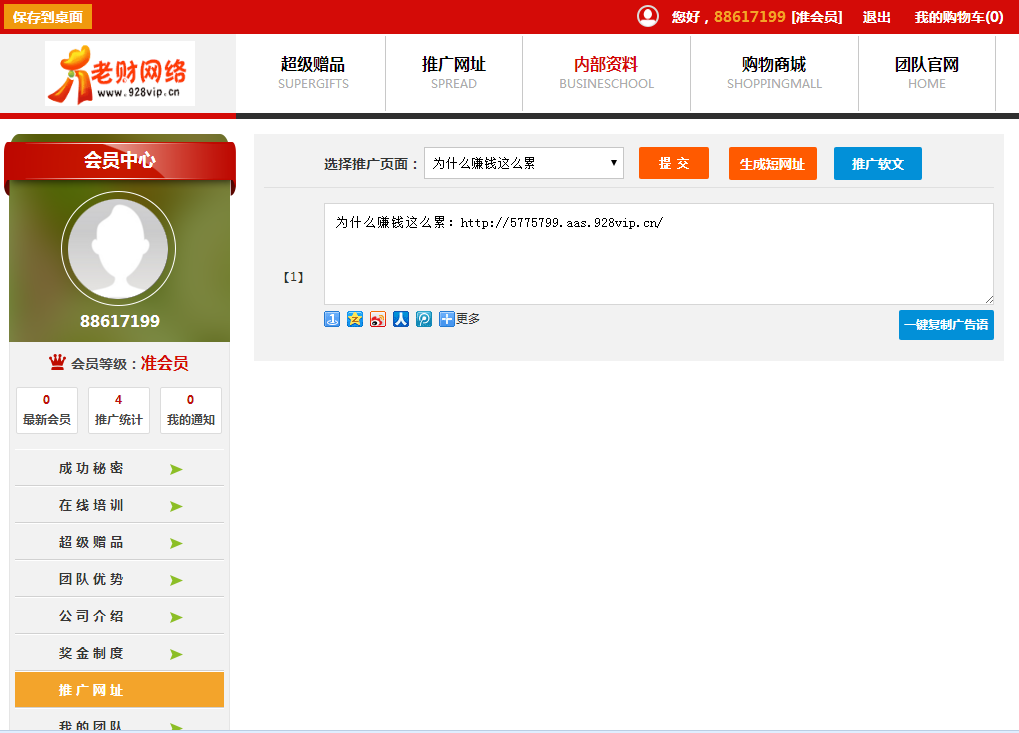 保存到桌面
您好，88617199 [准会员] 退出 我的购物车(0)
老财网络
www.928vip.cn
超级赠品
SUPERGIFTS
推广网址
SPREAD
内部资料
BUSINESCHOOL
购物商城
SHOPPINGMALL
团队官网
HOME
会员中心
88617199
会员等级：准会员
0
最新会员
4
推广统计
0
我的通知
成功秘密
在线培训
超级赠品
团队优势
公司介绍
奖金制度
推广网址
我的团队
选择推广页面： 为什么赚钱这么累 提 交 生成短网址 推广软文
【1】
为什么赚钱这么累：http://5775799.aas.928vip.cn/
更多
一键复制广告语